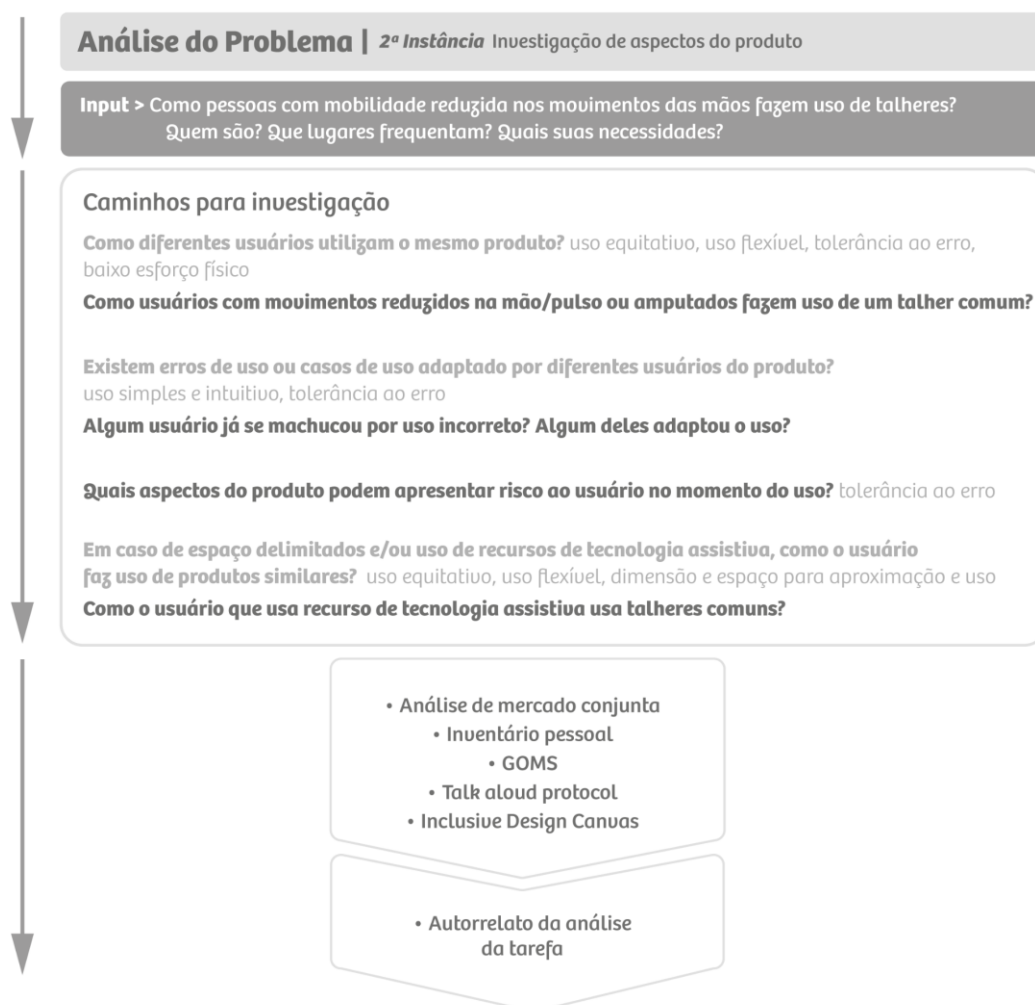 Análise do Problema | 2ª Instância Investigação de aspectos do produto
Input > Como pessoas com mobilidade reduzida nos movimentos das mãos fazem uso de talheres?
Quem são? Que lugares frequentam? Quais suas necessidades?
Caminhos para investigação
Como diferentes usuários utilizam o mesmo produto? uso equitativo, uso flexível, tolerância ao erro,
baixo esforço físico
Como usuários com movimentos reduzidos na mão/pulso ou amputados fazem uso de um talher comum?
Existem erros de uso ou casos de uso adaptado por diferentes usuários do produto?
uso simples e intuitivo, tolerância ao erro
Algum usuário já se machucou por uso incorreto? Algum deles adaptou o uso?
Quais aspectos do produto podem apresentar risco ao usuário no momento do uso? tolerância ao erro
Em caso de espaço delimitados e/ou uso de recursos de tecnologia assistiva, como o usuário
faz uso de produtos similares? uso equitativo, uso flexível, dimensão e espaço para aproximação e uso
Como o usuário que usa recurso de tecnologia assistiva usa talheres comuns?
• Análise de mercado conjunta
• Inventário pessoal
• GOMS
• Talk aloud protocol
• Inclusive Design Canvas
• Autorrelato da análise
da tarefa